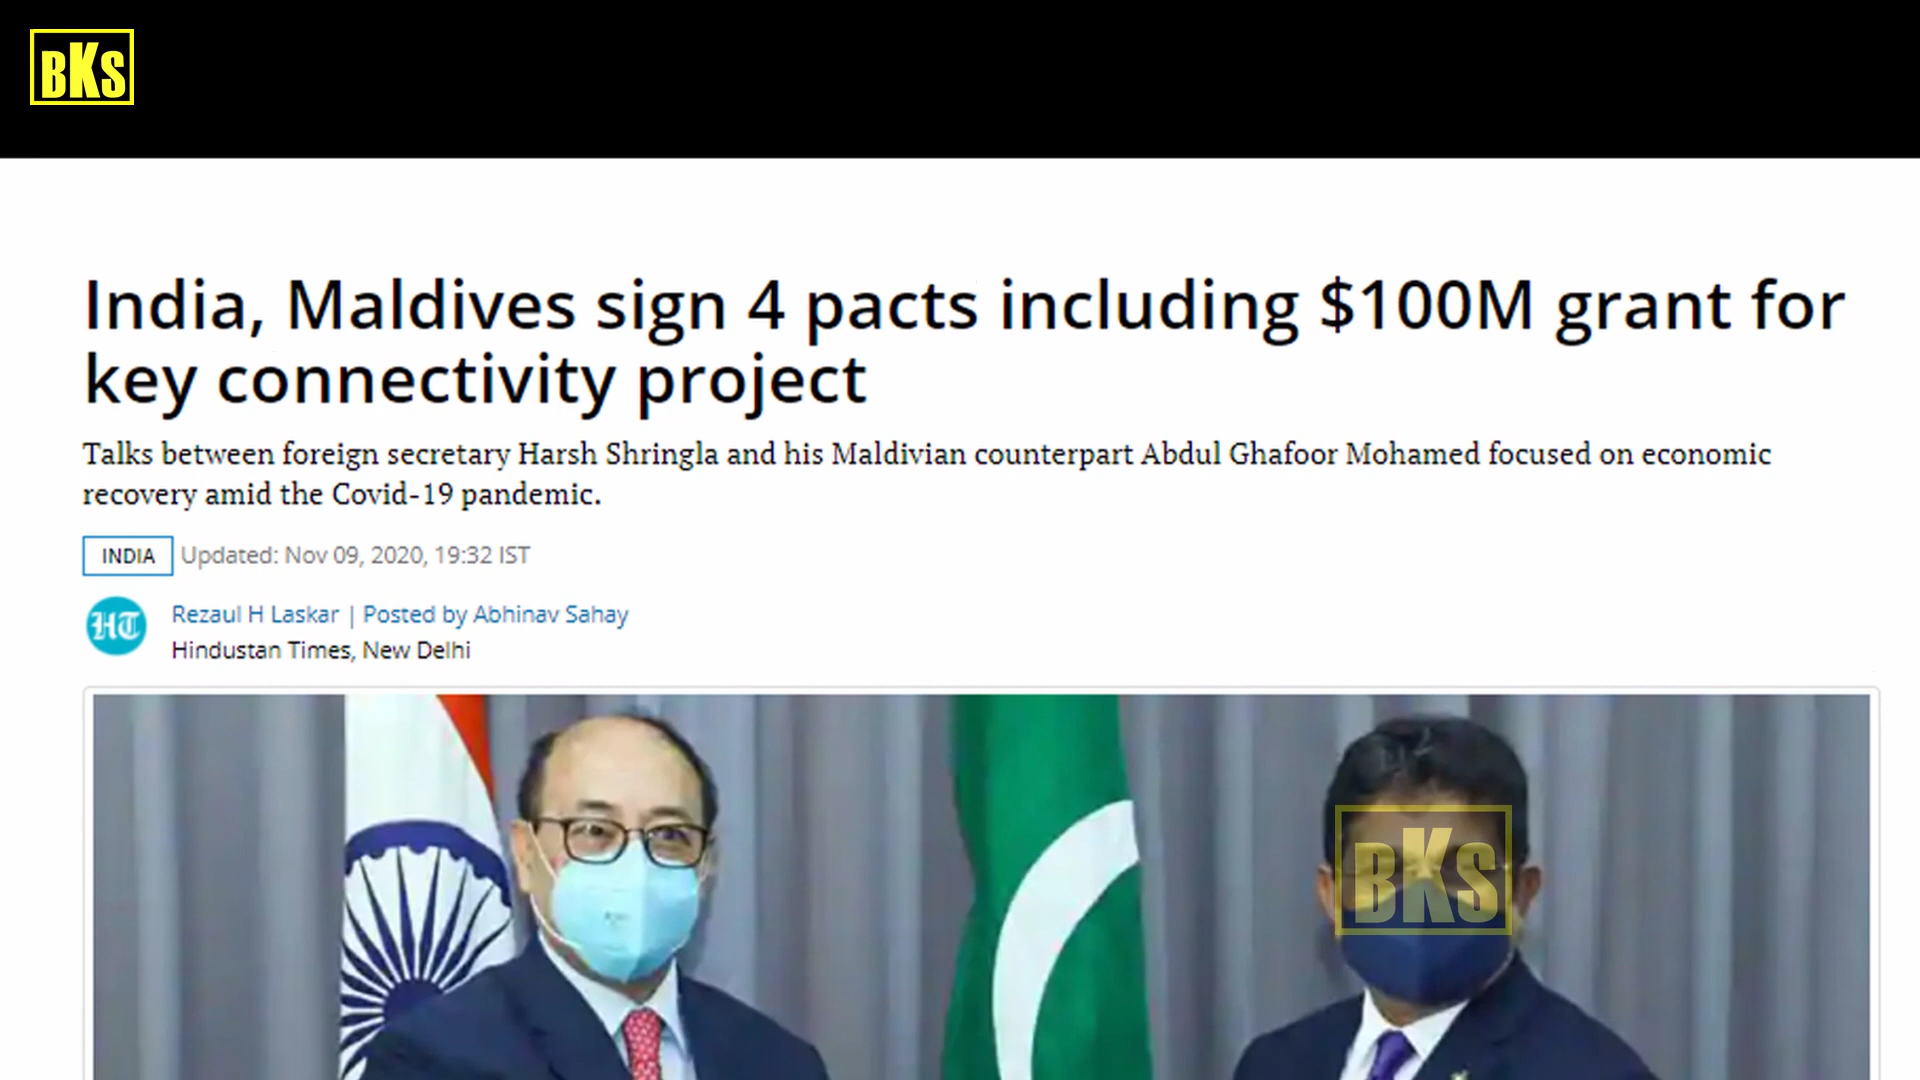 BKS
India, Maldives sign 4 pacts including $100M grant for
key connectivity project
Talks between foreign secretary Harsh Shringla and his Maldivian counterpart Abdul Ghafoor Mohamed focused on economic
recovery amid the Covid-19 pandemic.
INDIA Updated: Nov 09, 2020, 19:32 IST
HT Rezaul H Laskar | Posted by Abhinav Sahay
Hindustan Times, New Delhi
BKS